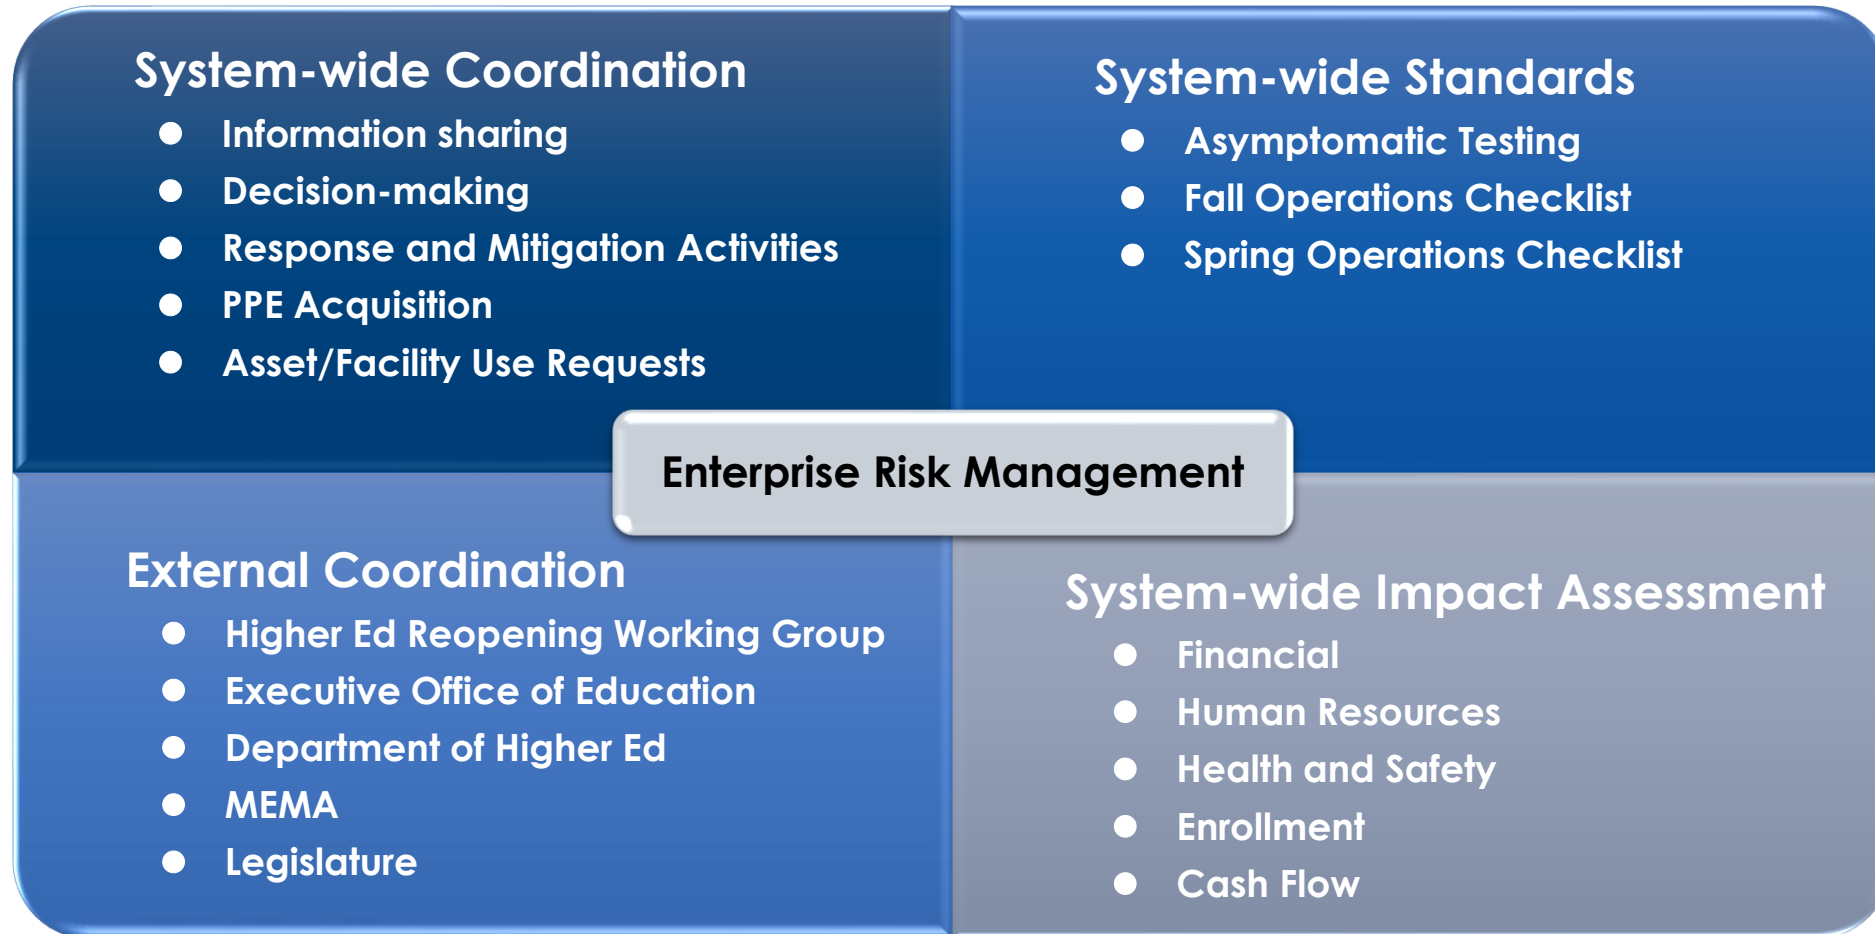 System-wide Coordination
● Information sharing
● Decision-making
● Response and Mitigation Activities
● PPE Acquisition
● Asset/Facility Use Requests
System-wide Standards
● Asymptomatic Testing
● Fall Operations Checklist
● Spring Operations Checklist
Enterprise Risk Management
External Coordination
● Higher Ed Reopening Working Group
● Executive Office of Education
● Department of Higher Ed
● MEMA
● Legislature
System-wide Impact Assessment
● Financial
● Human Resources
● Health and Safety
● Enrollment
● Cash Flow